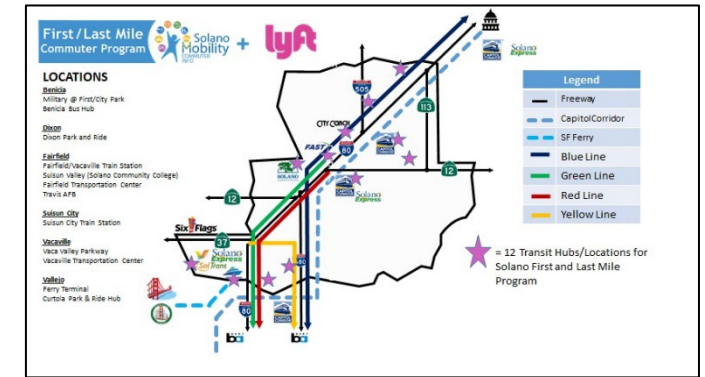 First/Last Mile
Commuter Program
Solano
Mobility
COMMUTER
INFO
+
lyft
LOCATIONS
Benicia
Military @ First/City Park
Benicia Bus Hub
Dixon
Dixon Park and Ride
Fairfield
Fairfield/Vacaville Train Station
Suisun Valley (Solano Community College)
Fairfield Transportation Center
Travis AFB
Suisun City
Suisun City Train Station
Vacaville
Vaca Valley Parkway
Vacaville Transportation Center
Vallejo
Ferry Terminal
Curtola Park & Ride Hub
Solano
Express
505
113
CITY COACH
80
FAST
SOLANO
12
Solano
Express
12
Six Flags
37
Solano
Express
SolTrans
80
ba
ba
Legend
Freeway
CapitolCorridor
SF Ferry
Blue Line
Green Line
Red Line
Yellow Line
= 12 Transit Hubs/Locations for
Solano First and Last Mile
Program